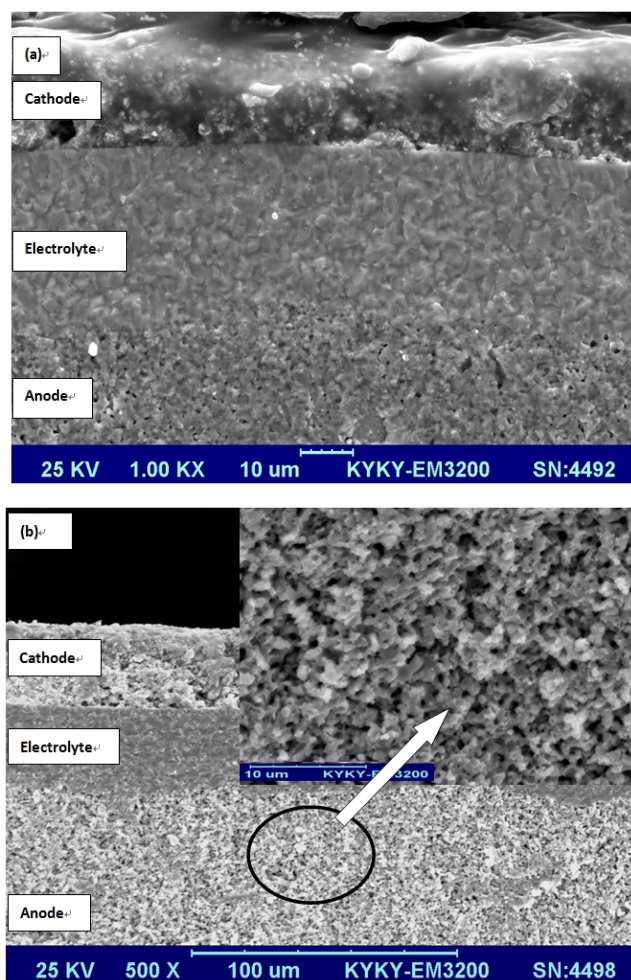 (a)↵
Cathode↵
Electrolyte↵
Anode↵
25 KV 1.00 KX 10 um KYKY-EM3200 SN:4492
(b)↵
Cathode↵
Electrolyte↵
10 um KYKY-EM3200
Anode↵
25 KV 500 X 100 um KYKY-EM3200 SN:4498